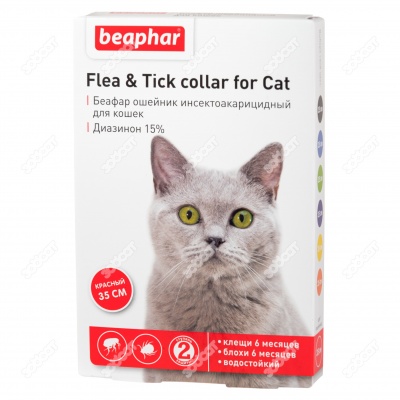 beaphar
Flea & Tick collar for Cat
Беафар ошейник инсектоакарицидный
для кошек
Диазинон 15%
КРАСНЫЙ
35 СМ
2
• клещи 6 месяцев
• блохи 6 месяцев
• водостойкий